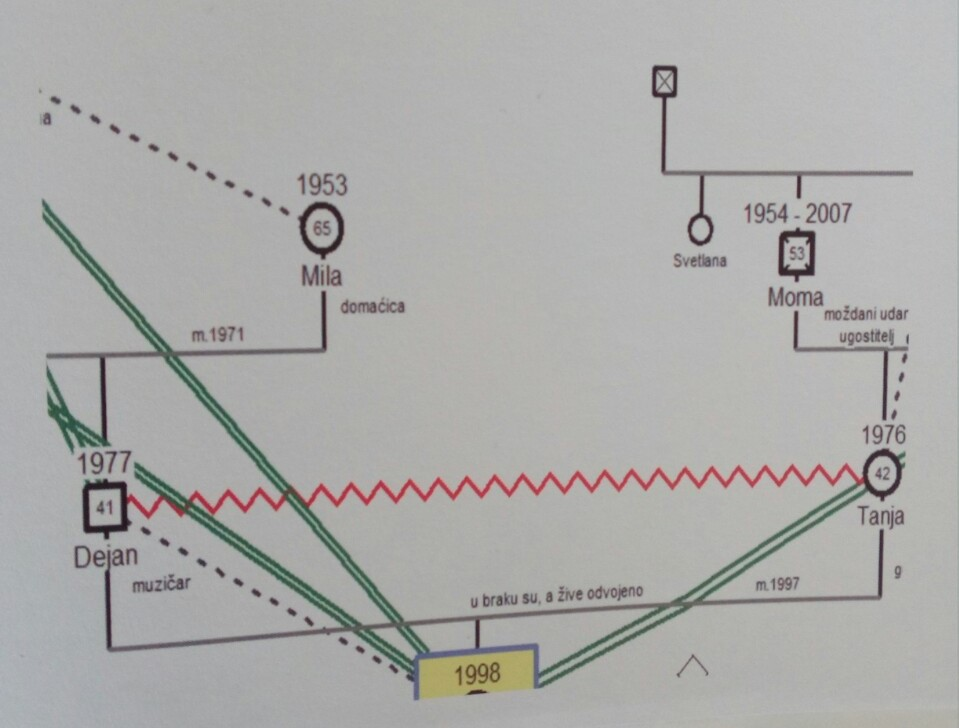 1953
65
Mila
domaćica
m.1971
Svetlana
1954 - 2007
53
Moma
moždani udar
ugostitelj
1977
41
Dejan
muzičar
1976
42
Tanja
g
u braku su, a žive odvojeno
m.1997
1998